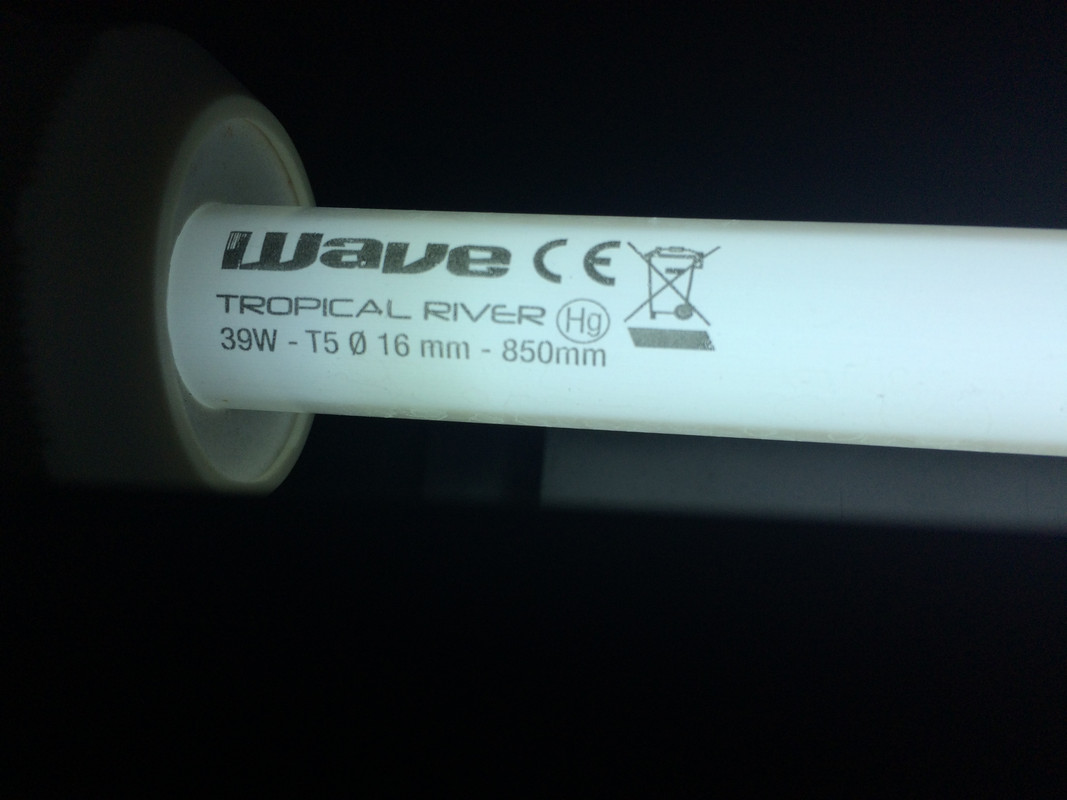 wave CE
TROPICAL RIVER Hg
39W - T5 Ø 16 mm - 850mm